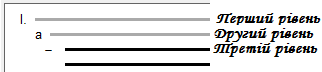 I. Перший рівень
a Другий рівень
– Третій рівень